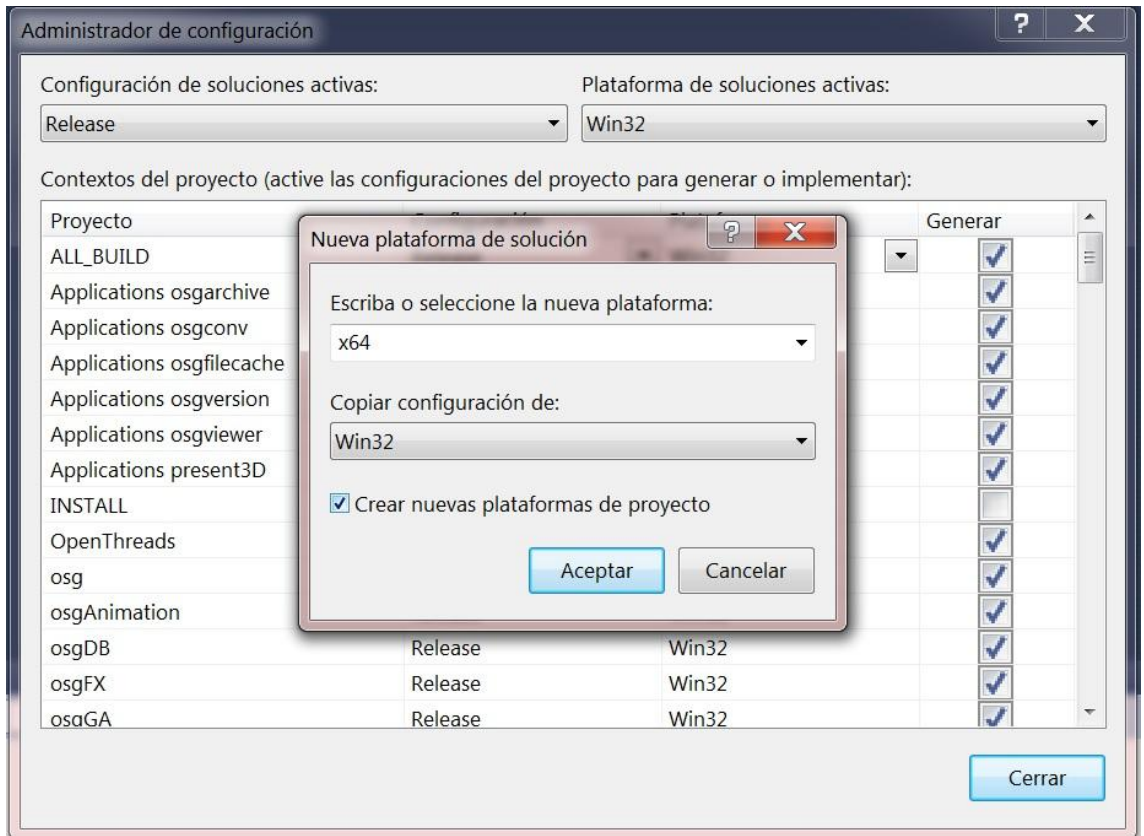 Administrador de configuración
Configuración de soluciones activas: Plataforma de soluciones activas:
Release Win32
Contextos del proyecto (active las configuraciones del proyecto para generar o implementar):
Proyecto Generar
ALL_BUILD
Applications osgarchive
Applications osgconv
Applications osgfilecache
Applications osgversion
Applications osgviewer
Applications present3D
INSTALL
OpenThreads
osg
osgAnimation
osgDB Release Win32
osgFX Release Win32
osgGA Release Win32
Nueva plataforma de solución
Escriba o seleccione la nueva plataforma:
x64
Copiar configuración de:
Win32
Crear nuevas plataformas de proyecto
Aceptar Cancelar
Cerrar